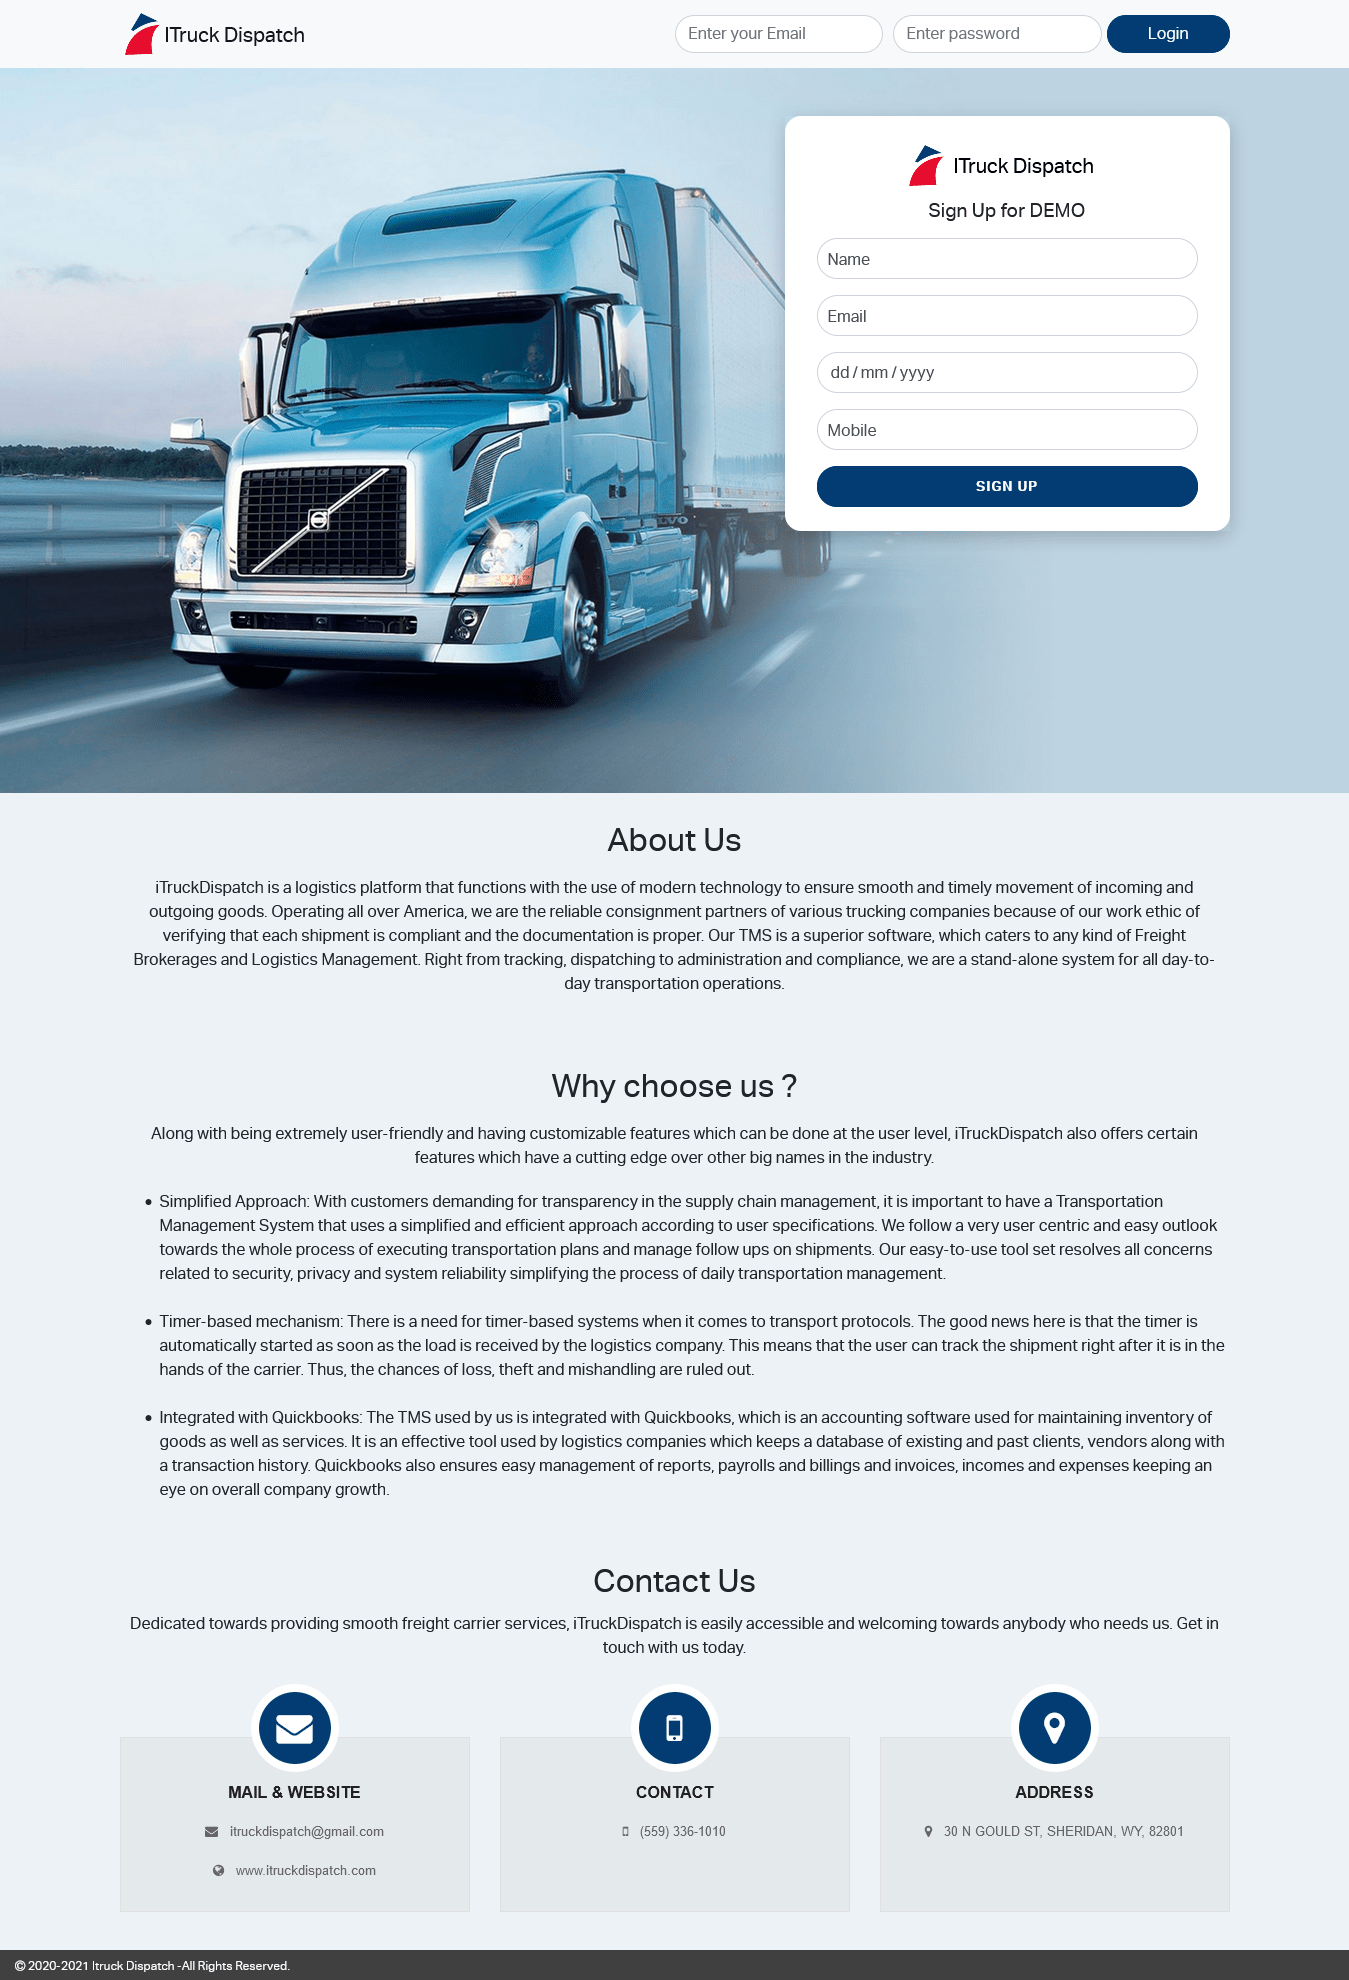 ITruck Dispatch
Enter your Email
Enter password
Login
ITruck Dispatch
Sign Up for DEMO
Name
Email
dd / mm / yyyy
Mobile
SIGN UP
About Us
iTruckDispatch is a logistics platform that functions with the use of modern technology to ensure smooth and timely movement of incoming and
outgoing goods. Operating all over America, we are the reliable consignment partners of various trucking companies because of our work ethic of
verifying that each shipment is compliant and the documentation is proper. Our TMS is a superior software, which caters to any kind of Freight
Brokerages and Logistics Management. Right from tracking, dispatching to administration and compliance, we are a stand-alone system for all day-to-
day transportation operations.
Why choose us ?
Along with being extremely user-friendly and having customizable features which can be done at the user level, iTruckDispatch also offers certain
features which have a cutting edge over other big names in the industry.
• Simplified Approach: With customers demanding for transparency in the supply chain management, it is important to have a Transportation
Management System that uses a simplified and efficient approach according to user specifications. We follow a very user centric and easy outlook
towards the whole process of executing transportation plans and manage follow ups on shipments. Our easy-to-use tool set resolves all concerns
related to security, privacy and system reliability simplifying the process of daily transportation management.
• Timer-based mechanism: There is a need for timer-based systems when it comes to transport protocols. The good news here is that the timer is
automatically started as soon as the load is received by the logistics company. This means that the user can track the shipment right after it is in the
hands of the carrier. Thus, the chances of loss, theft and mishandling are ruled out.
• Integrated with Quickbooks: The TMS used by us is integrated with Quickbooks, which is an accounting software used for maintaining inventory of
goods as well as services. It is an effective tool used by logistics companies which keeps a database of existing and past clients, vendors along with
a transaction history. Quickbooks also ensures easy management of reports, payrolls and billings and invoices, incomes and expenses keeping an
eye on overall company growth.
Contact Us
Dedicated towards providing smooth freight carrier services, iTruckDispatch is easily accessible and welcoming towards anybody who needs us. Get in
touch with us today.
MAIL & WEBSITE
itruckdispatch@gmail.com
www.itruckdispatch.com
CONTACT
(559) 336-1010
ADDRESS
30 N GOULD ST, SHERIDAN, WY, 82801
© 2020-2021 Itruck Dispatch -All Rights Reserved.